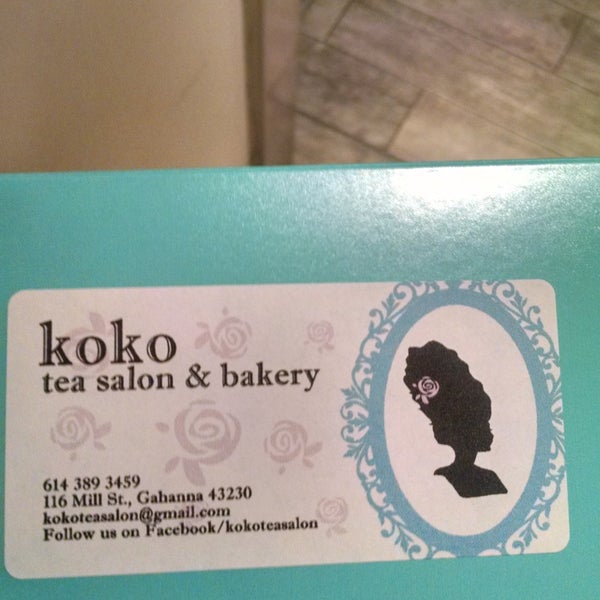 koko
tea salon & bakery
614 389 3459
116 Mill St., Gahanna 43230
kokoteasalon@gmail.com
Follow us on Facebook/kokoteasalon